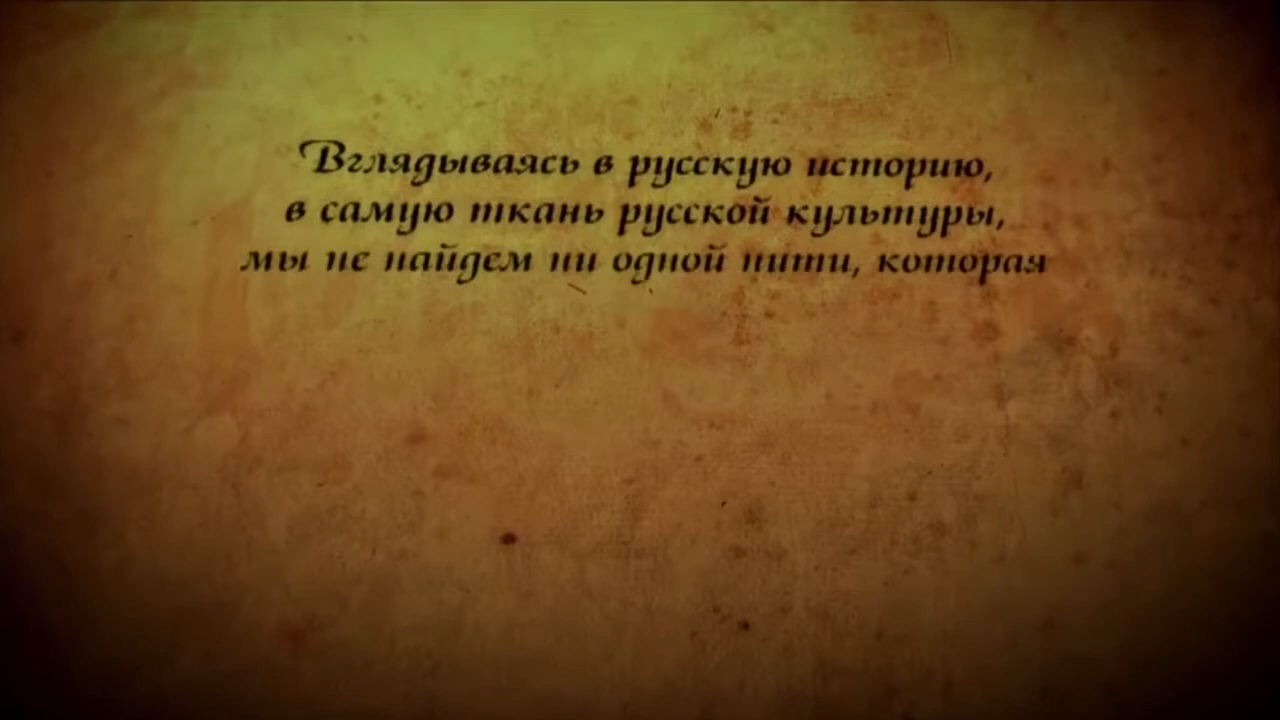 Вглядываясь в русскую историю,
в самую ткань русской культуры,
мы не найдем ни одной нити, которая